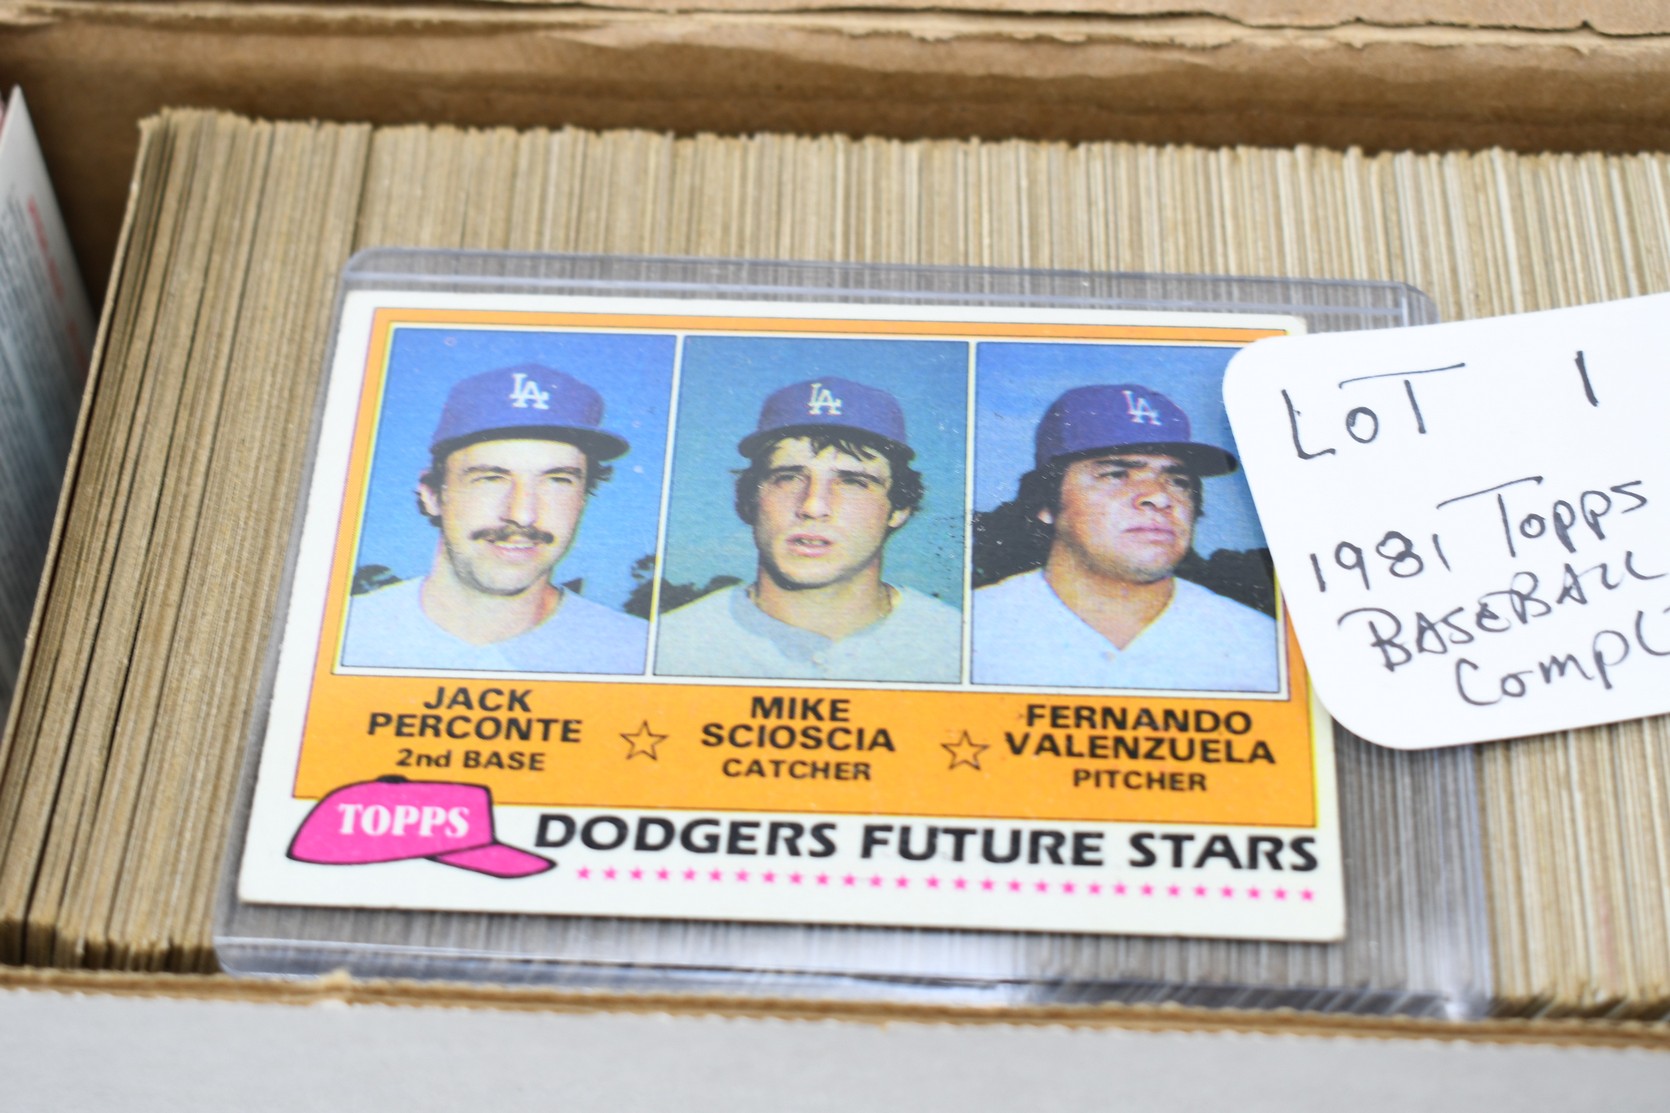 LA
LA
LA
JACK
PERCONTE
2nd BASE
MIKE
SCIOSCIA
CATCHER
FERNANDO
VALENZUELA
PITCHER
TOPPS
DODGERS FUTURE STARS
LOT 1
1981 Topps
BASEBALL
COMPL